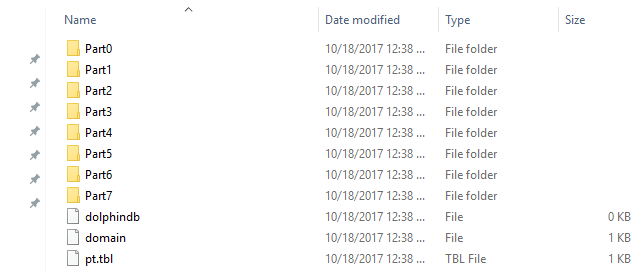 Name Date modified Type Size
Part0 10/18/2017 12:38 ... File folder
Part1 10/18/2017 12:38 ... File folder
Part2 10/18/2017 12:38 ... File folder
Part3 10/18/2017 12:38 ... File folder
Part4 10/18/2017 12:38 ... File folder
Part5 10/18/2017 12:38 ... File folder
Part6 10/18/2017 12:38 ... File folder
Part7 10/18/2017 12:38 ... File folder
dolphindb 10/18/2017 12:38 ... File 0 KB
domain 10/18/2017 12:38 ... File 1 KB
pt.tbl 10/18/2017 12:38 ... TBL File 1 KB